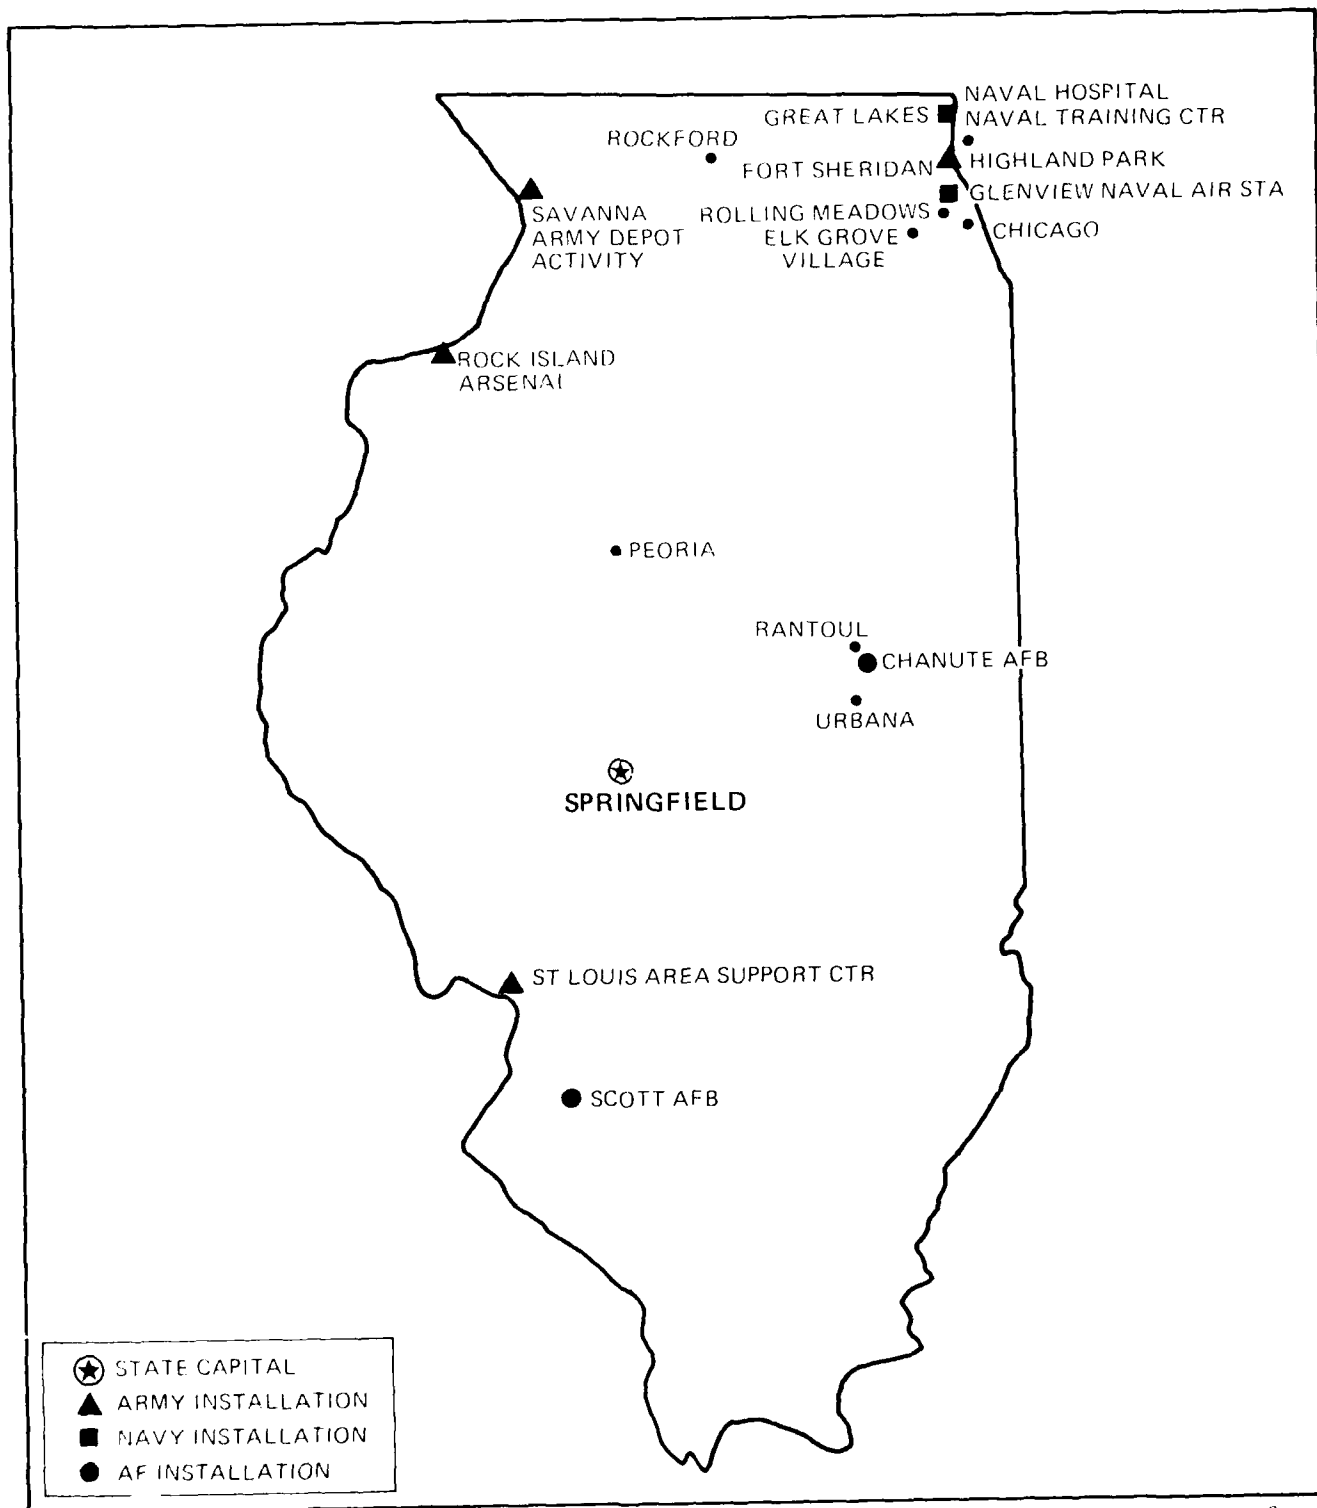 NAVAL HOSPITAL
GREAT LAKES
NAVAL TRAINING CTR
ROCKFORD
FORT SHERIDAN
HIGHLAND PARK
GLENVIEW NAVAL AIR STA
ROLLING MEADOWS
CHICAGO
ELK GROVE
VILLAGE
SAVANNA
ARMY DEPOT
ACTIVITY
ROCK ISLAND
ARSENAL
PEORIA
RANTOUL
CHANUTE AFB
URBANA
SPRINGFIELD
ST LOUIS AREA SUPPORT CTR
SCOTT AFB
STATE CAPITAL
ARMY INSTALLATION
NAVY INSTALLATION
AF INSTALLATION